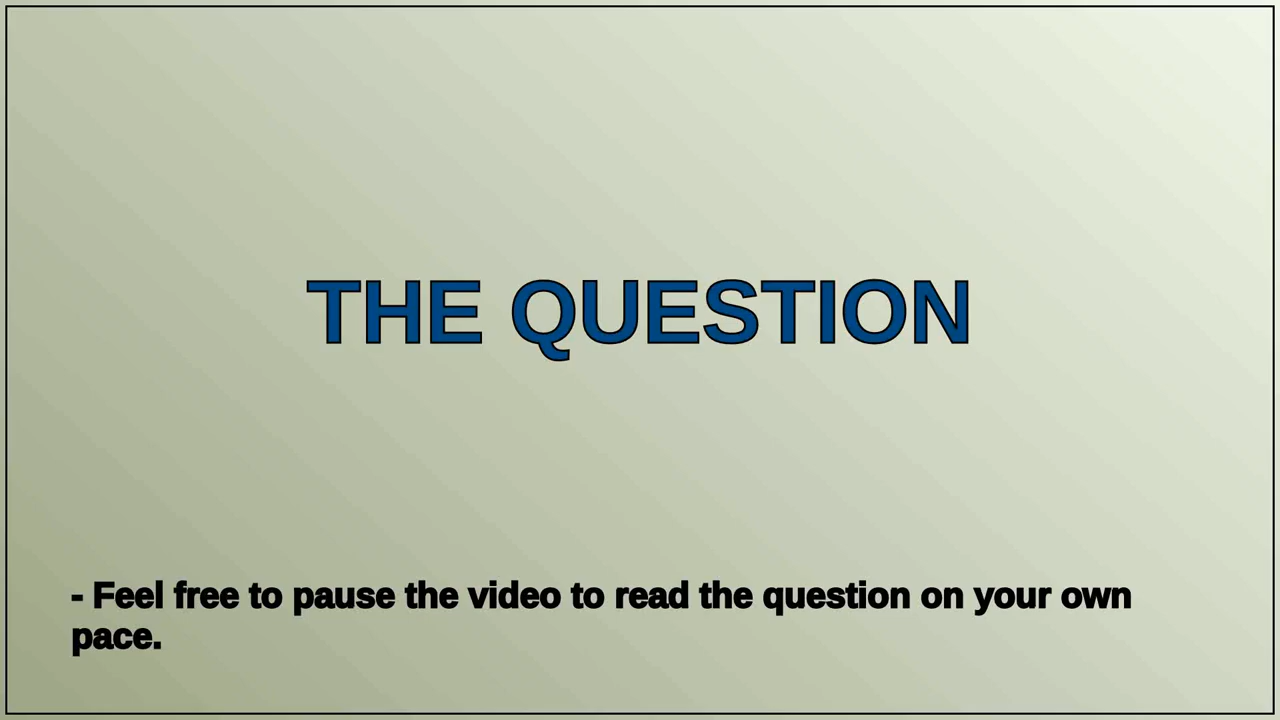 THE QUESTION
- Feel free to pause the video to read the question on your own
pace.